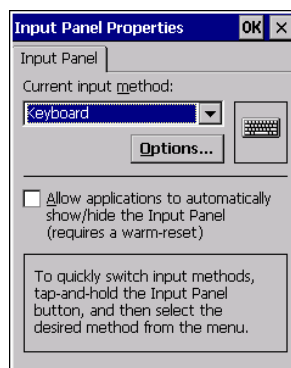 Input Panel Properties OK ×
Input Panel
Current input method:
Keyboard
Options...
Allow applications to automatically
show/hide the Input Panel
(requires a warm-reset)
To quickly switch input methods,
tap-and-hold the Input Panel
button, and then select the
desired method from the menu.